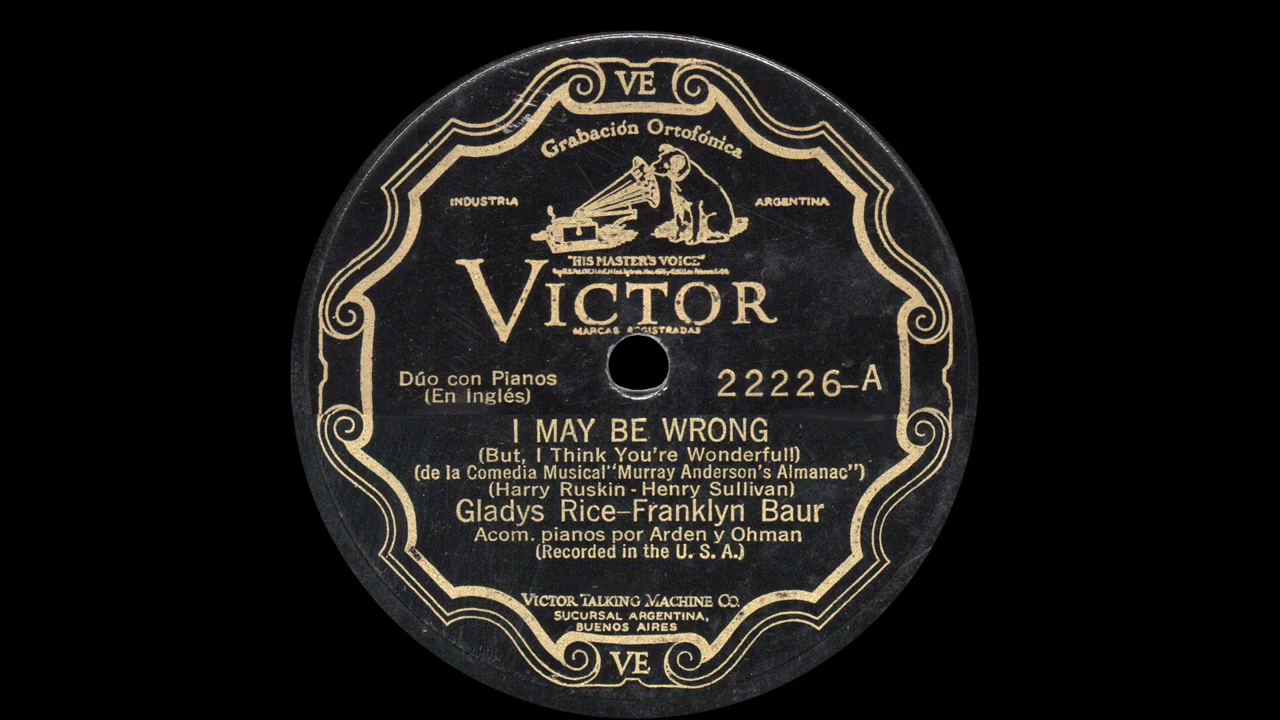 VE
Grabación Ortofónica
INDUSTRIA ARGENTINA
"HIS MASTER'S VOICE"
VICTOR
MARCAS REGISTRADAS
Dúo con Pianos
(En Inglés)
22226-A
I MAY BE WRONG
(But, I Think You're Wonderful!)
(de la Comedia Musical "Murray Anderson's Almanac")
(Harry Ruskin - Henry Sullivan)
Gladys Rice-Franklyn Baur
Acom. pianos por Arden y Ohman
(Recorded in the U. S. A.)
VICTOR TALKING MACHINE CO.
SUCURSAL ARGENTINA,
BUENOS AIRES
VE